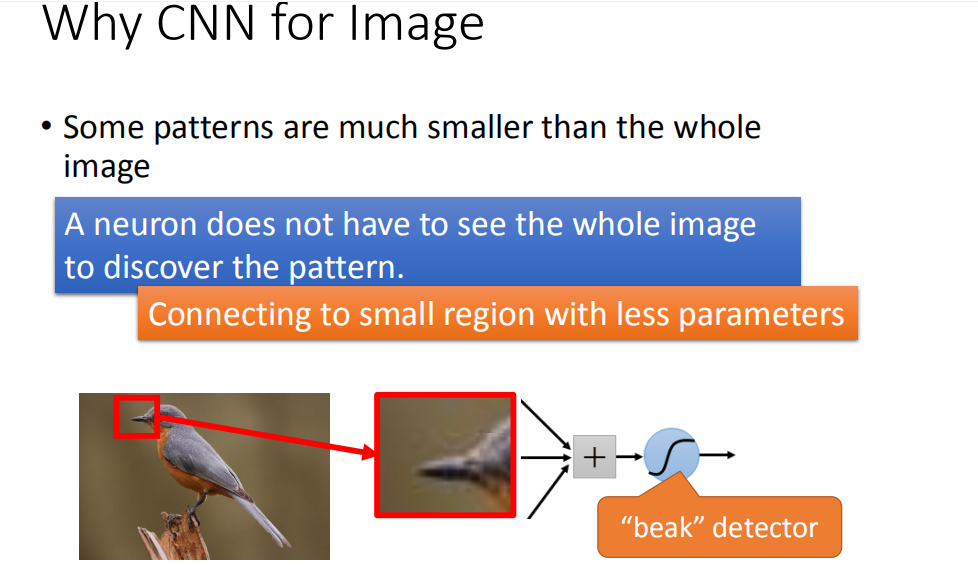 Why CNN for Image
• Some patterns are much smaller than the whole
image
A neuron does not have to see the whole image
to discover the pattern.
Connecting to small region with less parameters
+
“beak” detector